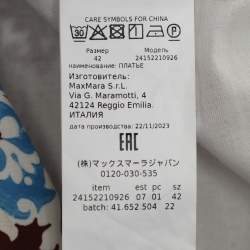 CARE SYMBOLS FOR CHINA
30
Размер Модель
42 24152210926
наименование: ПЛАТЬЕ
Изготовитель:
MaxMara S.r.L.
Via G. Maramotti, 4
42124 Reggio Emilia
ИТАЛИЯ
дата производства: 22/11/2023
EAC
(株)マックスマーラジャパン
0120-030-535
item est pc sz
24152210926 07 01 42
batch: 41.652.504 22